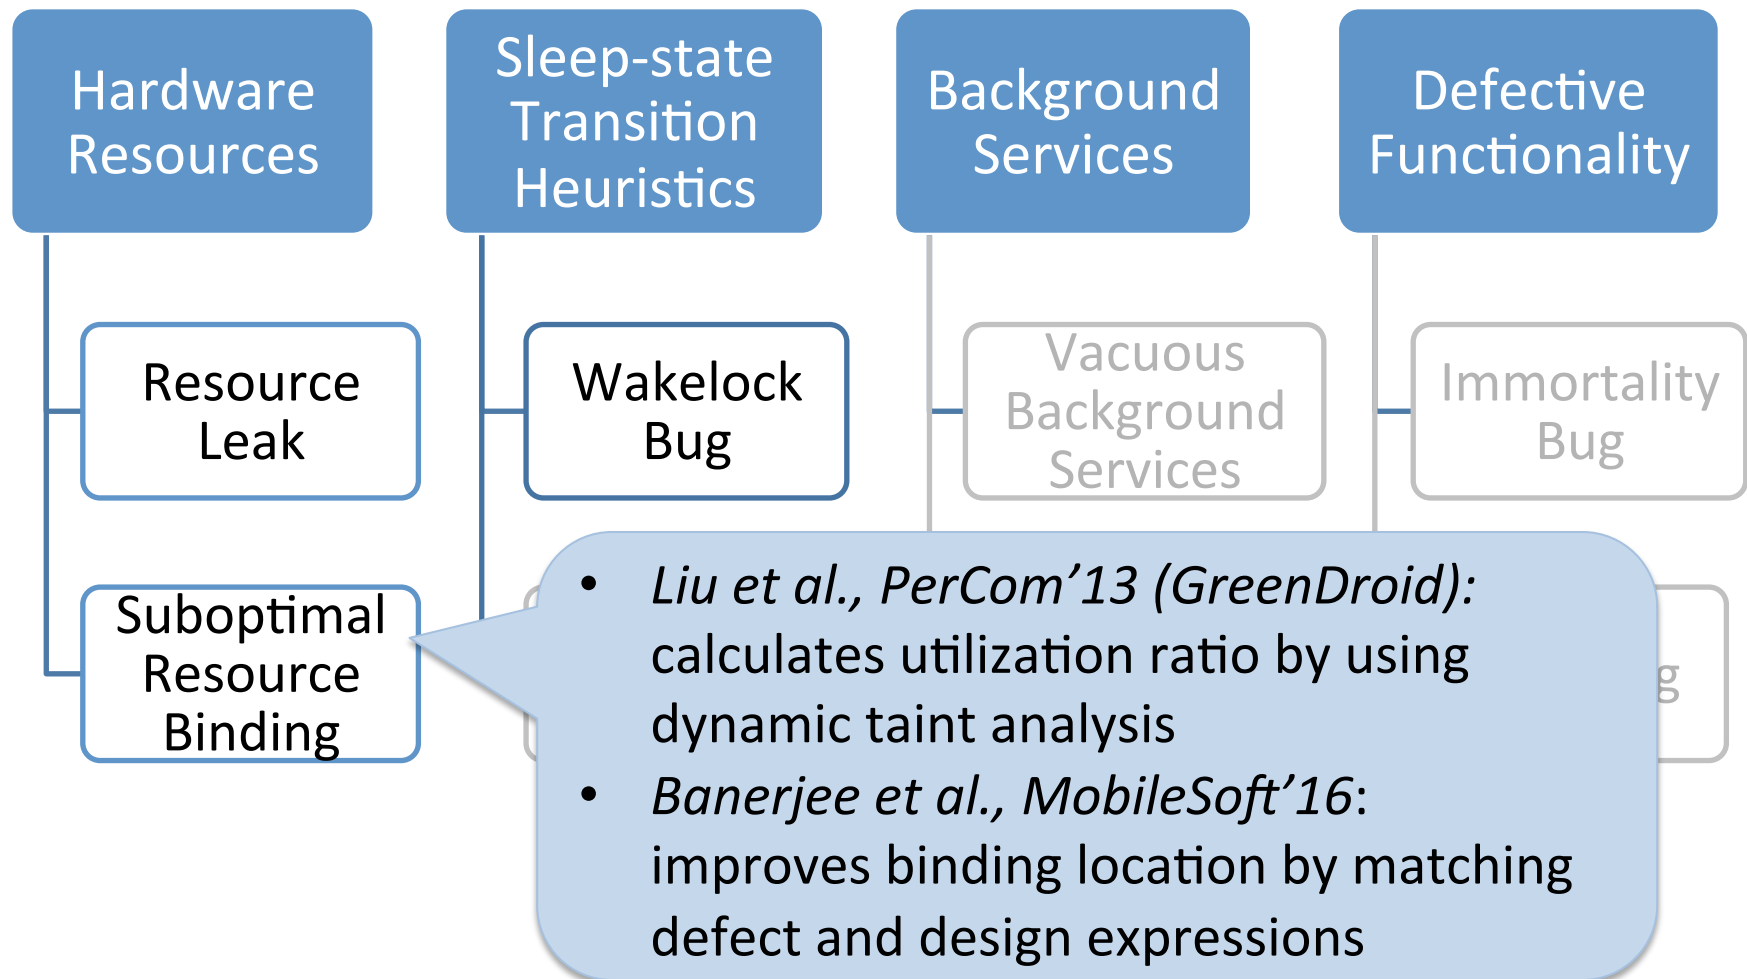 Hardware
Resources
Sleep-state
Transition
Heuristics
Background
Services
Defective
Functionality
Resource
Leak
Wakelock
Bug
Vacuous
Background
Services
Immortality
Bug
Suboptimal
Resource
Binding
• Liu et al., PerCom’13 (GreenDroid):
calculates utilization ratio by using
dynamic taint analysis
• Banerjee et al., MobileSoft’16:
improves binding location by matching
defect and design expressions
g